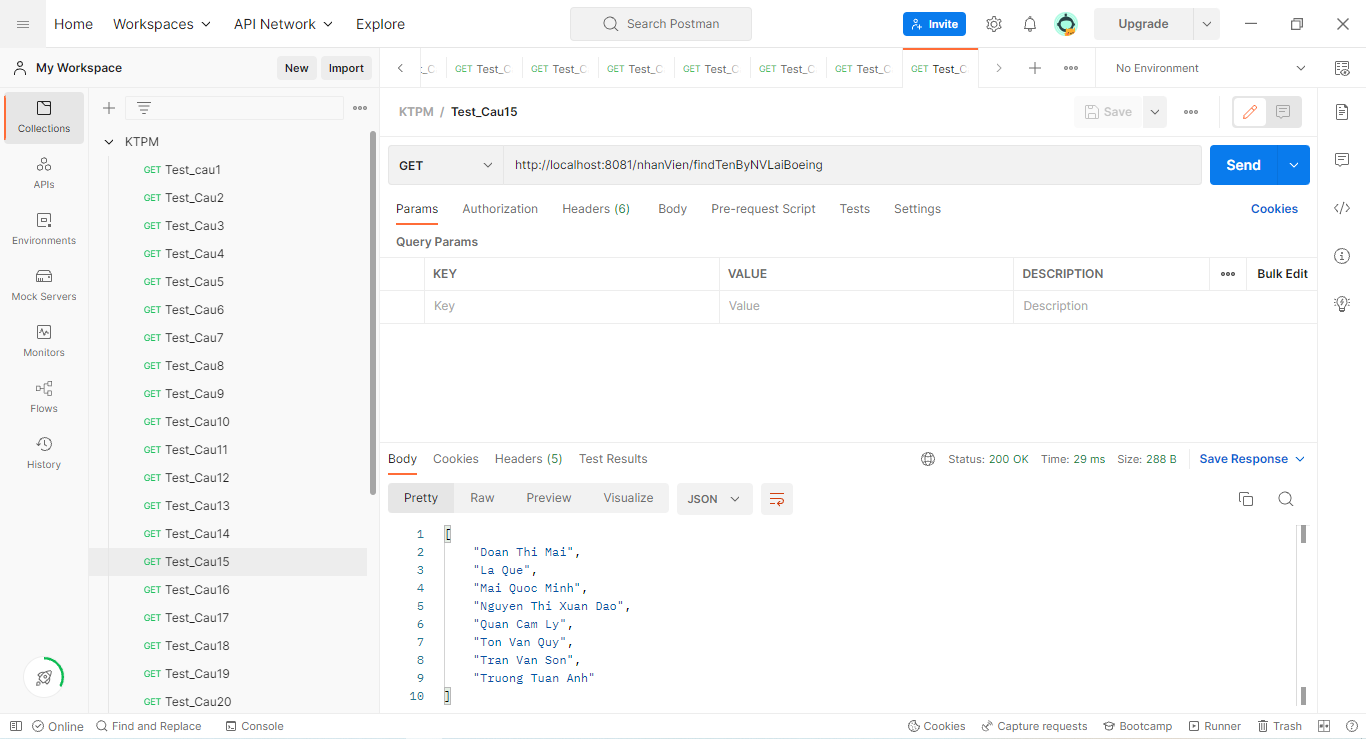 Home Workspaces API Network Explore Search Postman Invite Upgrade
My Workspace New Import
GET Test_C GET Test_C GET Test_C GET Test_C GET Test_C GET Test_C GET Test_C No Environment
Collections
APIs
Environments
Mock Servers
Monitors
Flows
History
KTPM
GET Test_cau1
GET Test_Cau2
GET Test_Cau3
GET Test_Cau4
GET Test_Cau5
GET Test_Cau6
GET Test_Cau7
GET Test_Cau8
GET Test_Cau9
GET Test_Cau10
GET Test_Cau11
GET Test_Cau12
GET Test_Cau13
GET Test_Cau14
GET Test_Cau15
GET Test_Cau16
GET Test_Cau17
GET Test_Cau18
GET Test_Cau19
GET Test_Cau20
KTPM / Test_Cau15 Save
GET http://localhost:8081/nhanVien/findTenByNVLaiBoeing Send
Params Authorization Headers (6) Body Pre-request Script Tests Settings Cookies
Query Params
KEY VALUE DESCRIPTION Bulk Edit
Key Value Description
Body Cookies Headers (5) Test Results Status: 200 OK Time: 29 ms Size: 288 B Save Response
Pretty Raw Preview Visualize JSON
1 [
2 "Doan Thi Mai",
3 "La Que",
4 "Mai Quoc Minh",
5 "Nguyen Thi Xuan Dao",
6 "Quan Cam Ly",
7 "Ton Van Quy",
8 "Tran Van Son",
9 "Truong Tuan Anh"
10 ]
Online Find and Replace Console Cookies Capture requests Bootcamp Runner Trash